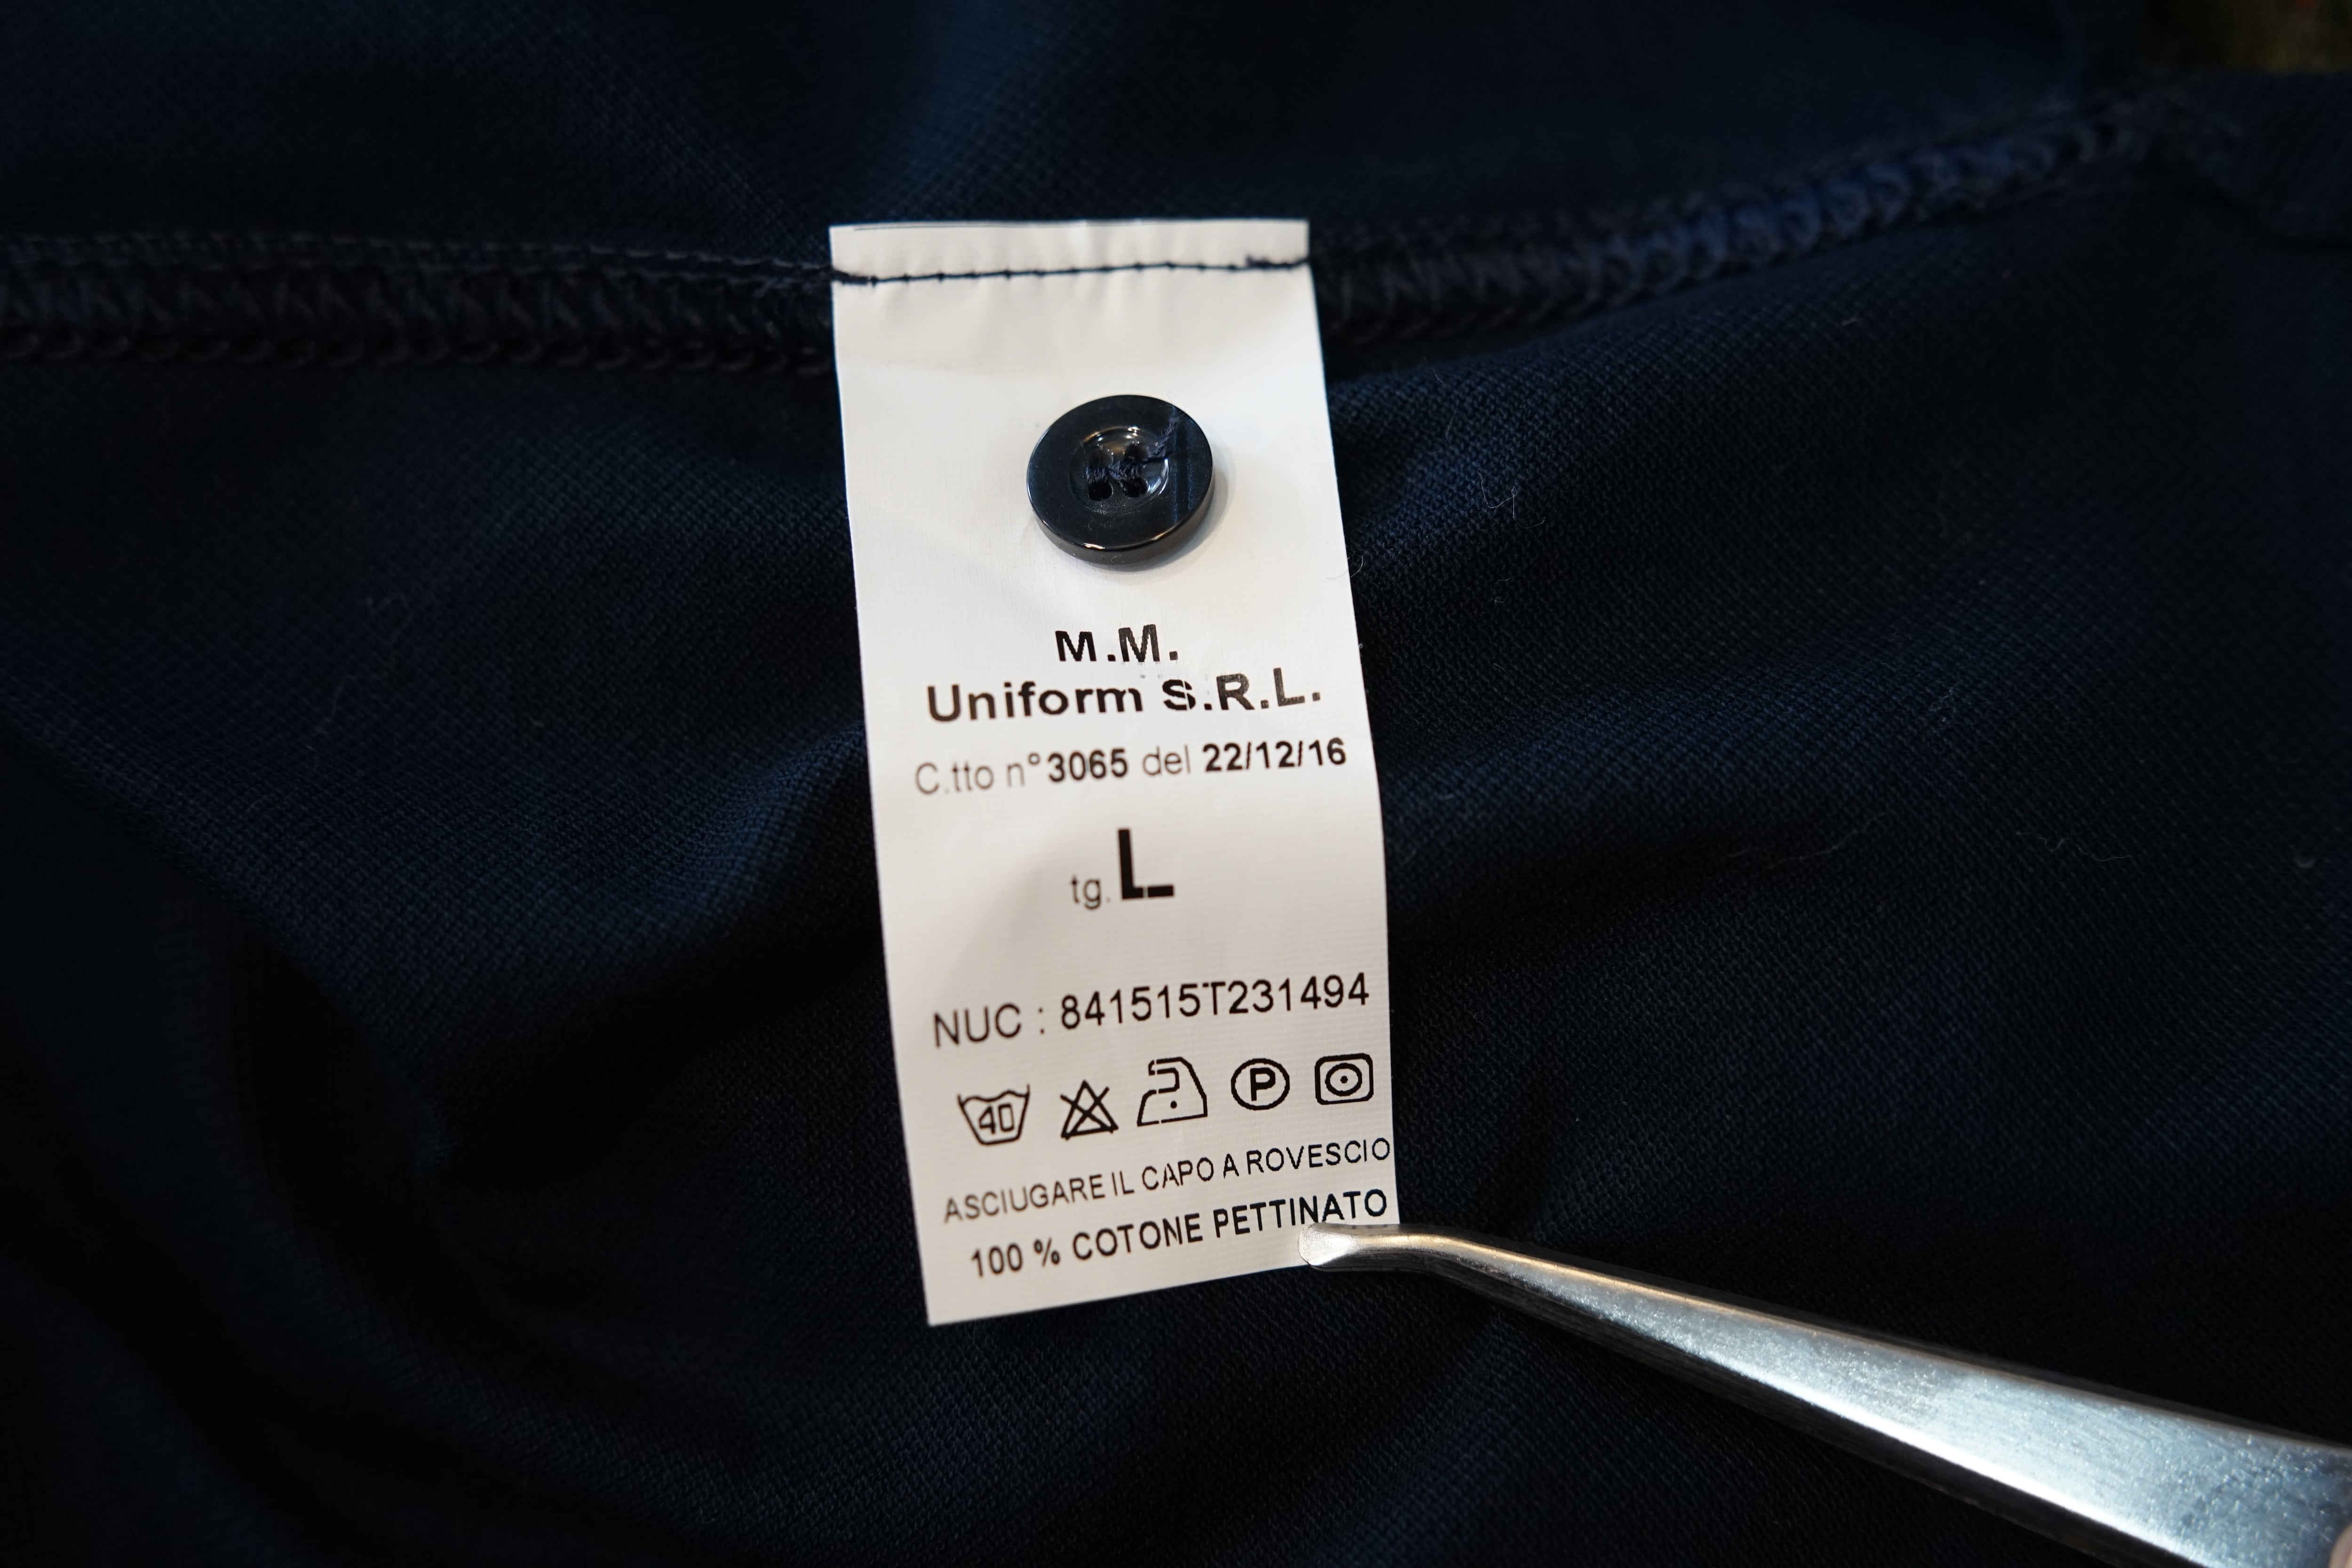 M.M.
Uniform S.R.L.
C.tto n°3065 del 22/12/16
tg. L
NUC : 841515T231494
40 P
ASCIUGARE IL CAPO A ROVESCIO
100 % COTONE PETTINATO